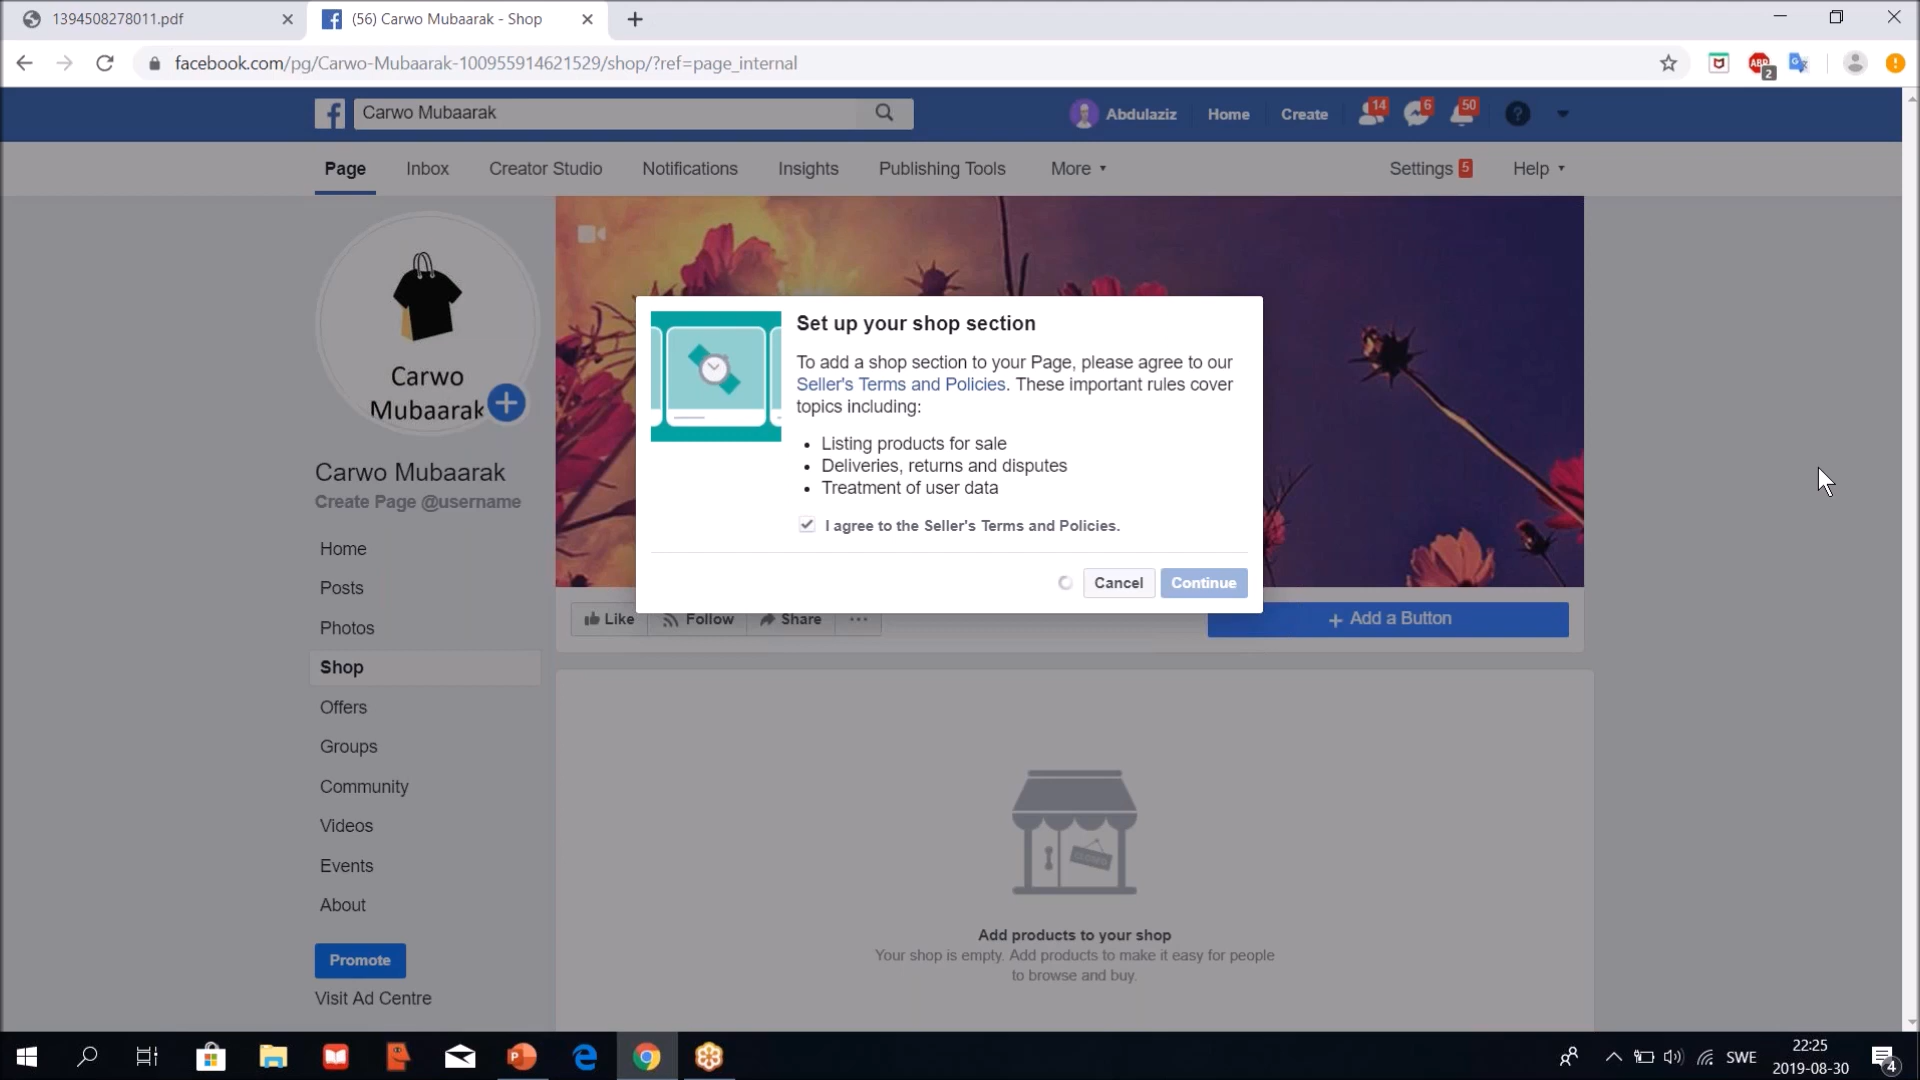 1394508278011.pdf
(56) Carwo Mubaarak - Shop
facebook.com/pg/Carwo-Mubaarak-100955914621529/shop/?ref=page_internal
ABP
2
Carwo Mubaarak
Abdulaziz
Home
Create
14
6
50
Page
Inbox
Creator Studio
Notifications
Insights
Publishing Tools
More
Settings 5
Help
Carwo
Mubaarak
Carwo Mubaarak
Create Page @username
Home
Posts
Photos
Shop
Offers
Groups
Community
Videos
Events
About
Promote
Visit Ad Centre
Set up your shop section
To add a shop section to your Page, please agree to our
Seller's Terms and Policies. These important rules cover
topics including:
• Listing products for sale
• Deliveries, returns and disputes
• Treatment of user data
I agree to the Seller's Terms and Policies.
Cancel
Continue
Like
Follow
Share
+ Add a Button
CLOSED
Add products to your shop
Your shop is empty. Add products to make it easy for people
to browse and buy.
SWE
22:25
2019-08-30
4